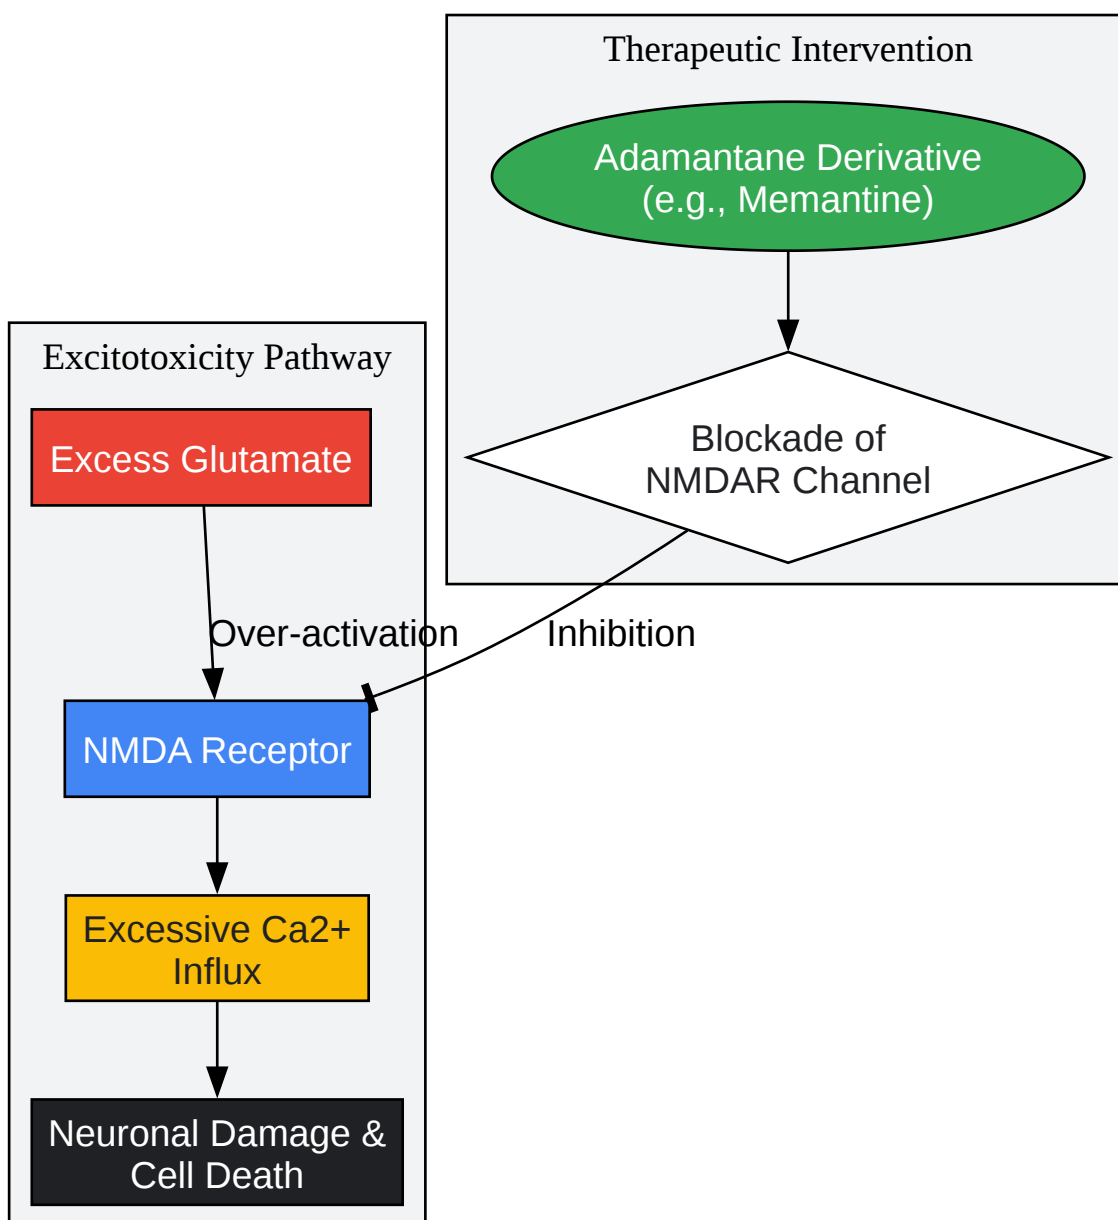 Therapeutic Intervention
Adamantane Derivative
(e.g., Memantine)
Blockade of
NMDAR Channel
Inhibition
Excitotoxicity Pathway
Excess Glutamate
Over-activation
NMDA Receptor
Excessive Ca2+
Influx
Neuronal Damage &
Cell Death